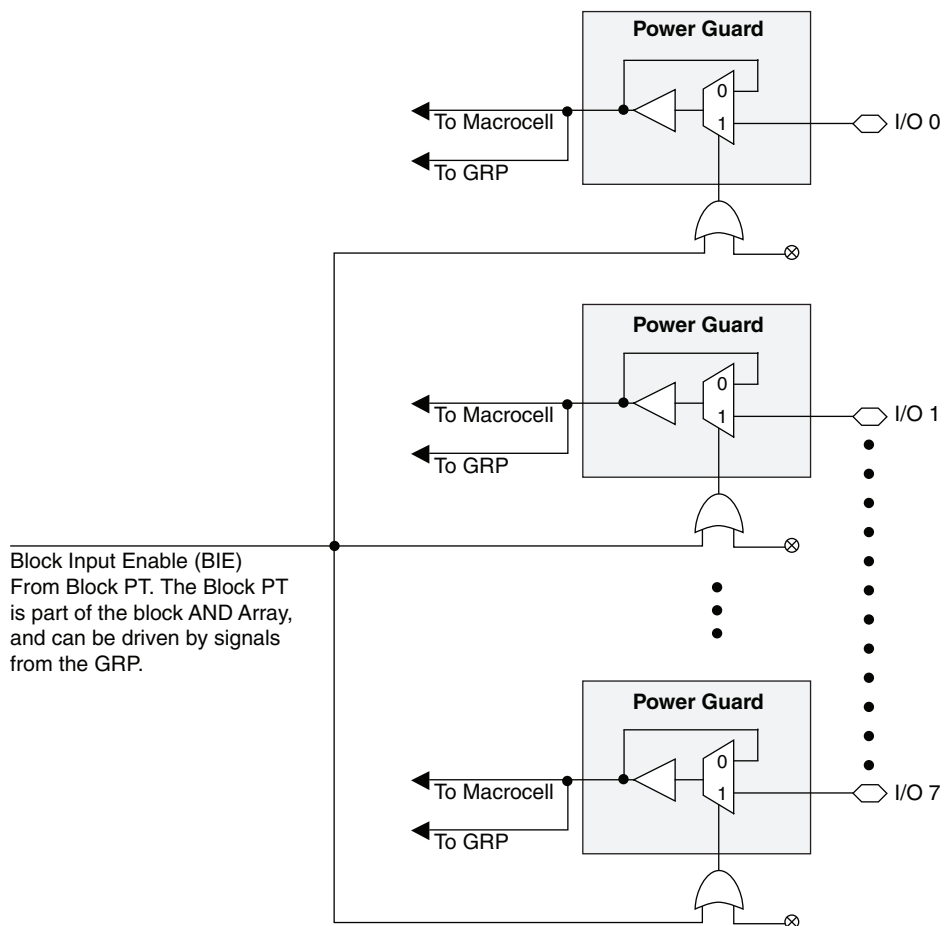 Power Guard
0
1
I/O 0
To Macrocell
To GRP
Power Guard
0
1
I/O 1
To Macrocell
To GRP
Block Input Enable (BIE)
From Block PT. The Block PT
is part of the block AND Array,
and can be driven by signals
from the GRP.
Power Guard
0
1
I/O 7
To Macrocell
To GRP